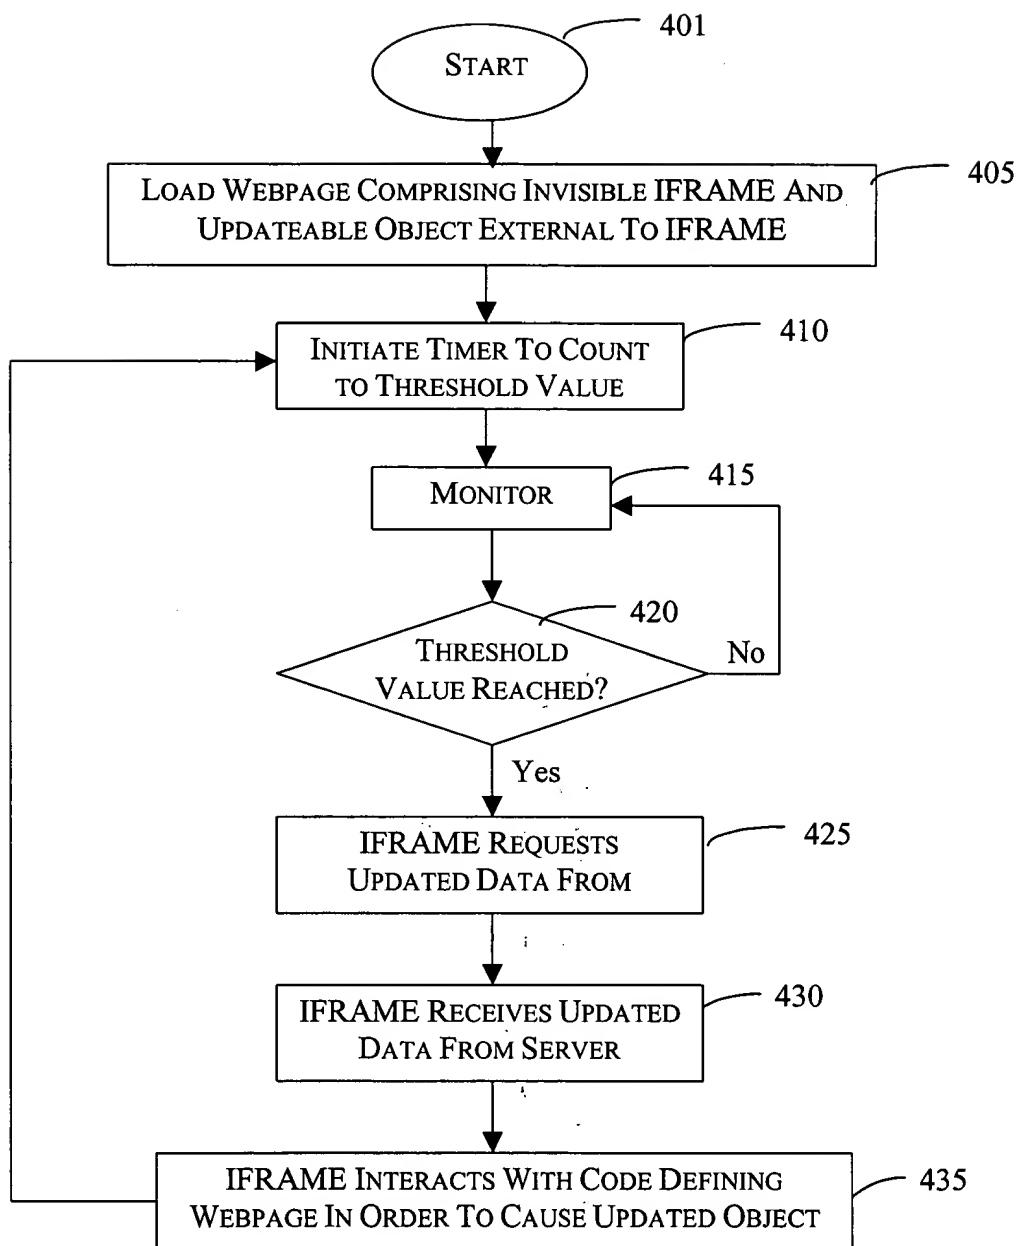 401
START
405
LOAD WEBPAGE COMPRISING INVISIBLE IFRAME AND
UPDATEABLE OBJECT EXTERNAL TO IFRAME
410
INITIATE TIMER TO COUNT
TO THRESHOLD VALUE
415
MONITOR
420
THRESHOLD
VALUE REACHED?
No
Yes
425
IFRAME REQUESTS
UPDATED DATA FROM
430
IFRAME RECEIVES UPDATED
DATA FROM SERVER
435
IFRAME INTERACTS WITH CODE DEFINING
WEBPAGE IN ORDER TO CAUSE UPDATED OBJECT